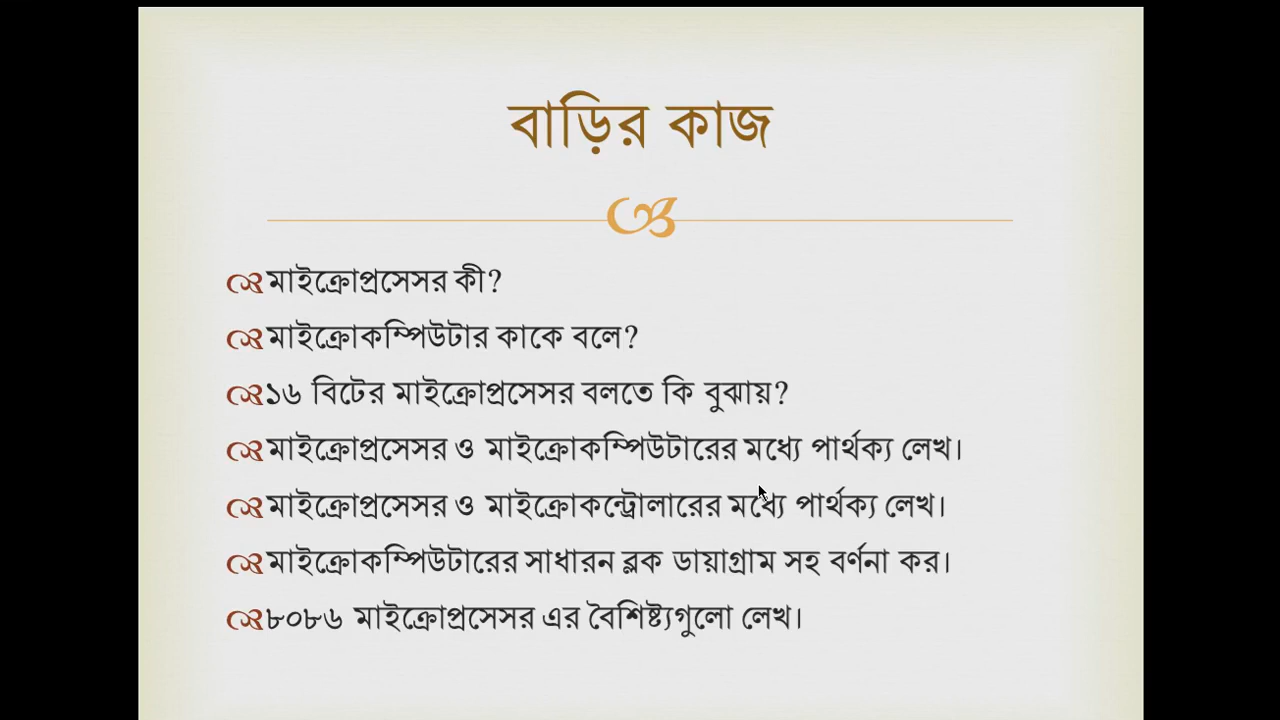 বাড়ির কাজ
মাইক্রোপ্রসেসর কী?
মাইক্রোকম্পিউটার কাকে বলে?
১৬ বিটের মাইক্রোপ্রসেসর বলতে কি বুঝায়?
মাইক্রোপ্রসেসর ও মাইক্রোকম্পিউটারের মধ্যে পার্থক্য লেখ।
মাইক্রোপ্রসেসর ও মাইক্রোকন্ট্রোলারের মধ্যে পার্থক্য লেখ।
মাইক্রোকম্পিউটারের সাধারন ব্লক ডায়াগ্রাম সহ বর্ণনা কর।
৮০৮৬ মাইক্রোপ্রসেসর এর বৈশিষ্ট্যগুলো লেখ।